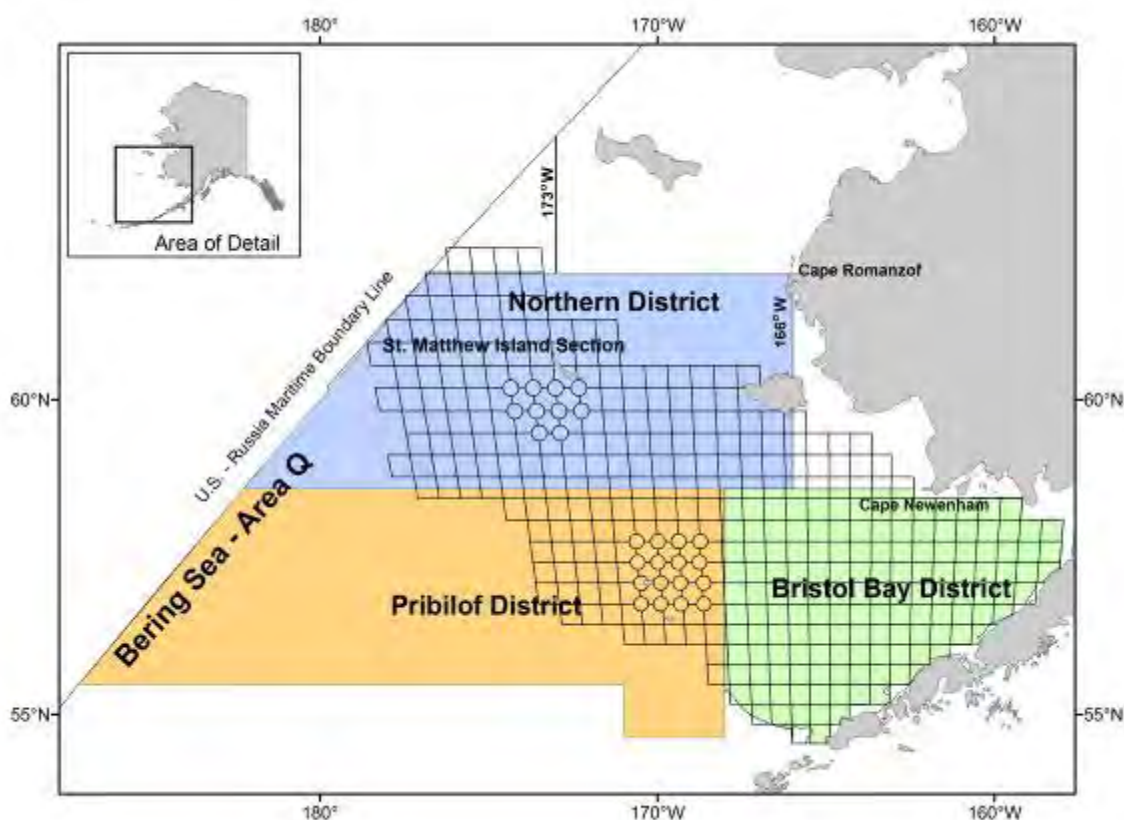 180°
170°W
160°W
Area of Detail
173°W
Cape Romanzof
Northern District
166°W
U.S. - Russia Maritime Boundary Line
St. Matthew Island Section
60°N
60°N
Bering Sea - Area Q
Cape Newenham
Bristol Bay District
Pribilof District
55°N
55°N
180°
170°W
160°W